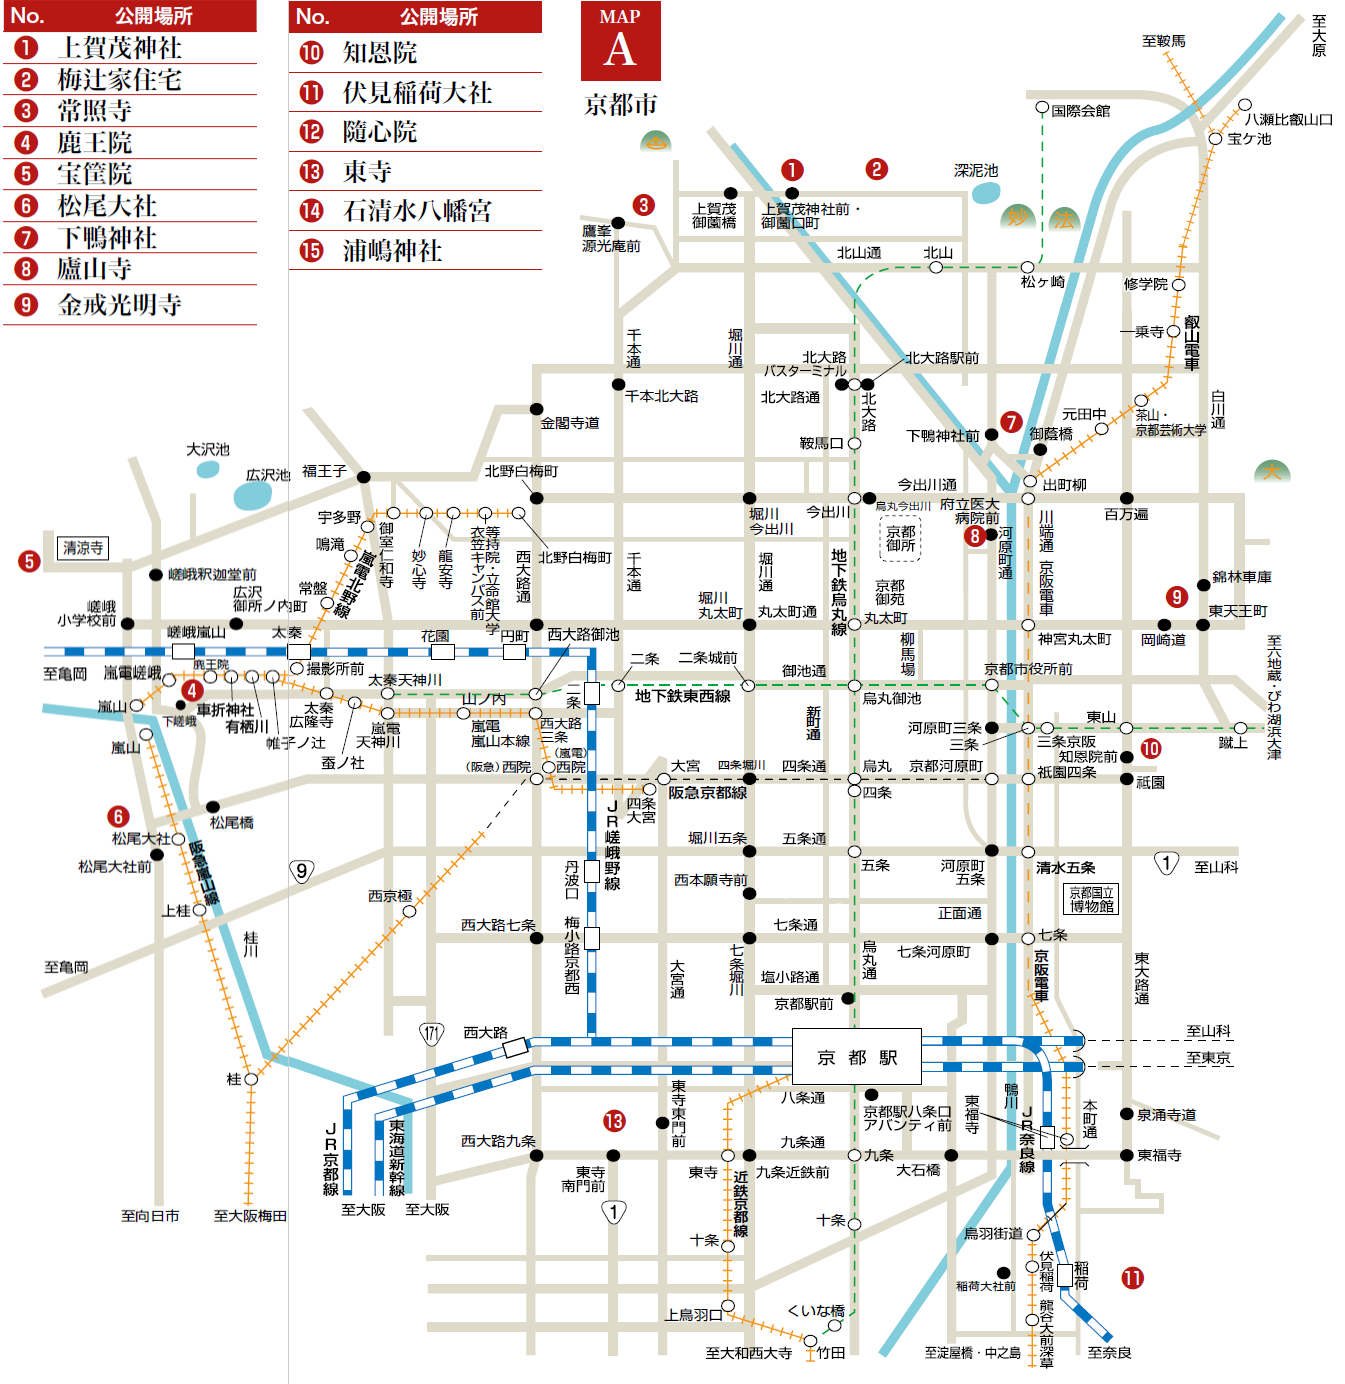 No. 公開場所
1 上賀茂神社
2 梅辻家住宅
3 常照寺
4 鹿王院
5 宝筐院
6 松尾大社
7 下鴨神社
8 廬山寺
9 金戒光明寺
No. 公開場所
10 知恩院
11 伏見稲荷大社
12 隨心院
13 東寺
14 石清水八幡宮
15 浦嶋神社
MAP
A
京都市
至大原
至鞍馬
国際会館
八瀬比叡山口
宝ケ池
深泥池
妙
法
1
2
3
上賀茂
御薗橋
上賀茂神社前・
御薗口町
鷹峯
源光庵前
北山通
北山
松ヶ崎
修学院
一乗寺
叡山電車
千本通
堀川通
北大路
バスターミナル
北大路駅前
北大路通
北大路
千本北大路
金閣寺道
鞍馬口
下鴨神社前
7
御蔭橋
元田中
茶山・
京都芸術大学
白川通
大
大沢池
広沢池
福王子
北野白梅町
今出川通
出町柳
宇多野
鳴滝
御室仁和寺
妙心寺
龍安寺
等持院・立命館大学
衣笠キャンパス前
西大路通
北野白梅町
嵐電北野線
常盤
堀川
今出川
今出川
烏丸今出川
府立医大
病院前
百万遍
京都
御所
8
河原町通
川端通
京阪電車
5
清涼寺
嵯峨釈迦堂前
嵯峨
小学校前
広沢
御所ノ内町
千本通
堀川通
地下鉄烏丸線
京都
御苑
錦林車庫
9
東天王町
嵯峨嵐山
太秦
花園
円町
西大路御池
堀川
丸太町
丸太町通
丸太町
柳馬場
神宮丸太町
岡崎道
至亀岡
嵐電嵯峨
鹿王院
撮影所前
太秦天神川
二条
二条城前
御池通
京都市役所前
至六地蔵・びわ湖浜大津
嵐山
4
下嵯峨
車折神社
有栖川
帷子ノ辻
太秦
広隆寺
蚕ノ社
嵐電
天神川
山ノ内
嵐電
嵐山本線
西大路
三条
二条
地下鉄東西線
烏丸御池
新町通
河原町三条
三条
三条京阪
東山
蹴上
嵐山
(阪急)西院
(嵐電)
西院
大宮
四条堀川
四条通
烏丸
京都河原町
知恩院前
10
祇園四条
祇園
四条
大宮
阪急京都線
四条
6
松尾大社
松尾橋
松尾大社前
阪急嵐山線
JR嵯峨野線
堀川五条
五条通
五条
河原町
五条
清水五条
1
至山科
9
上桂
桂川
西京極
丹波口
西本願寺前
京都国立
博物館
正面通
至亀岡
西大路七条
梅小路京都西
七条通
七条堀川
大宮通
烏丸通
七条河原町
七条
京阪電車
東大路通
塩小路通
京都駅前
171
西大路
京都駅
至山科
至東京
桂
八条通
京都駅八条口
アバンティ前
東福寺
鴨川
JR奈良線
本町通
泉涌寺道
JR京都線
東海道新幹線
西大路九条
13
東寺東門前
東寺
南門前
東寺
九条近鉄前
九条通
九条
大石橋
東福寺
至向日市
至大阪梅田
至大阪
至大阪
1
近鉄京都線
十条
十条
鳥羽街道
伏見稲荷
稲荷
稲荷大社前
11
上鳥羽口
くいな橋
竹田
至大和西大寺
龍谷大前深草
至淀屋橋・中之島
至奈良